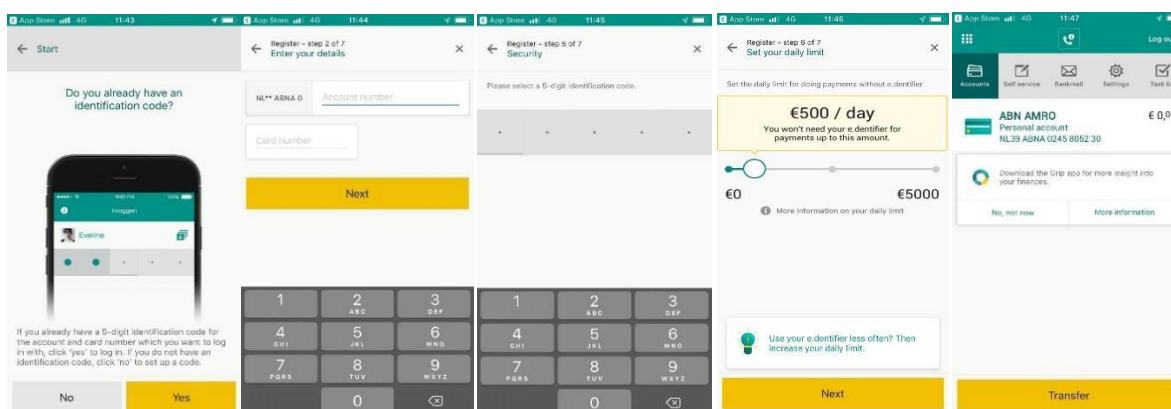 App Store 4G 11:43
Start
Do you already have an
identification code?
Inloggen
Eveline
If you already have a 5-digit identification code for
the account and card number which you want to log
in with, click 'yes' to log in. If you do not have an
identification code, click 'no' to set up a code.
No
Yes
App Store 4G 11:44
Register - step 2 of 7
Enter your details
NL** ABNA 0
Account number
Card number
Next
1
2
ABC
3
DEF
4
GHI
5
JKL
6
MNO
7
PQRS
8
TUV
9
WXYZ
0
App Store 4G 11:45
Register - step 5 of 7
Security
Please select a 5-digit identification code.
1
2
ABC
3
DEF
4
GHI
5
JKL
6
MNO
7
PQRS
8
TUV
9
WXYZ
0
App Store 4G 11:45
Register - step 6 of 7
Set your daily limit
Set the daily limit for doing payments without e.dentifier
€500 / day
You won't need your e.dentifier for
payments up to this amount.
€0
€5000
More information on your daily limit
Use your e.dentifier less often? Then
increase your daily limit.
Next
App Store 4G 11:47
Log ou
Accounts
Self service
Bankmail
Settings
Task
ABN AMRO
€ 0,0
Personal account
NL39 ABNA 0245 8052 30
Download the Grip app for more insight into
your finances.
No, not now
More information
Transfer